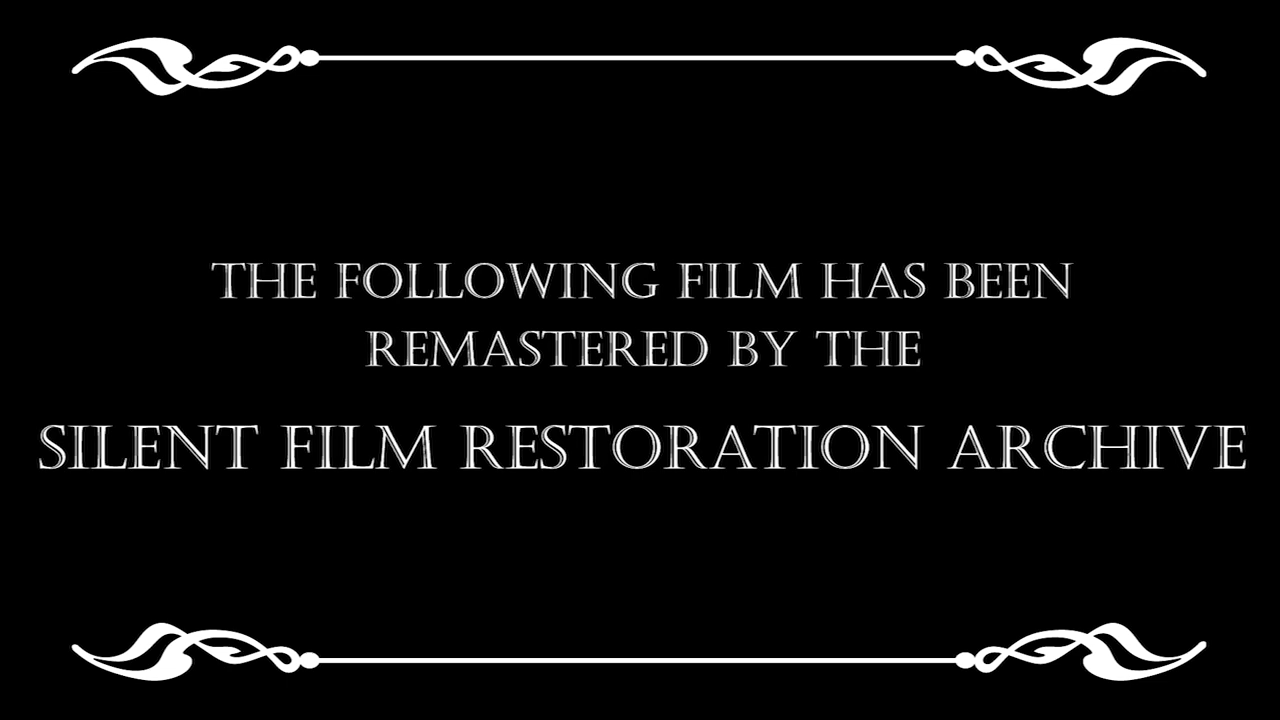 THE FOLLOWING FILM HAS BEEN
REMASTERED BY THE
SILENT FILM RESTORATION ARCHIVE